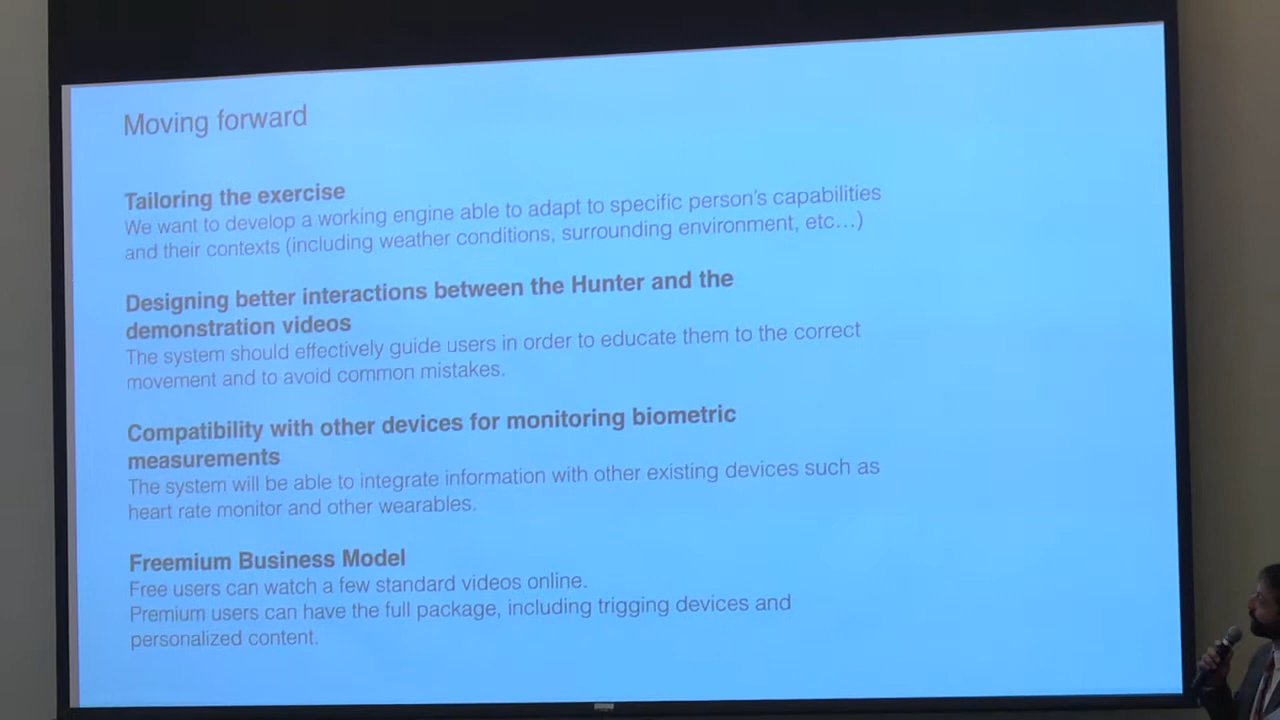 Moving forward
Tailoring the exercise
We want to develop a working engine able to adapt to specific person's capabilities
and their contexts (including weather conditions, surrounding environment, etc...)
Designing better interactions between the Hunter and the
demonstration videos
The system should effectively guide users in order to educate them to the correct
movement and to avoid common mistakes.
Compatibility with other devices for monitoring biometric
measurements
The system will be able to integrate information with other existing devices such as
heart rate monitor and other wearables.
Freemium Business Model
Free users can watch a few standard videos online.
Premium users can have the full package, including trigging devices and
personalized content.